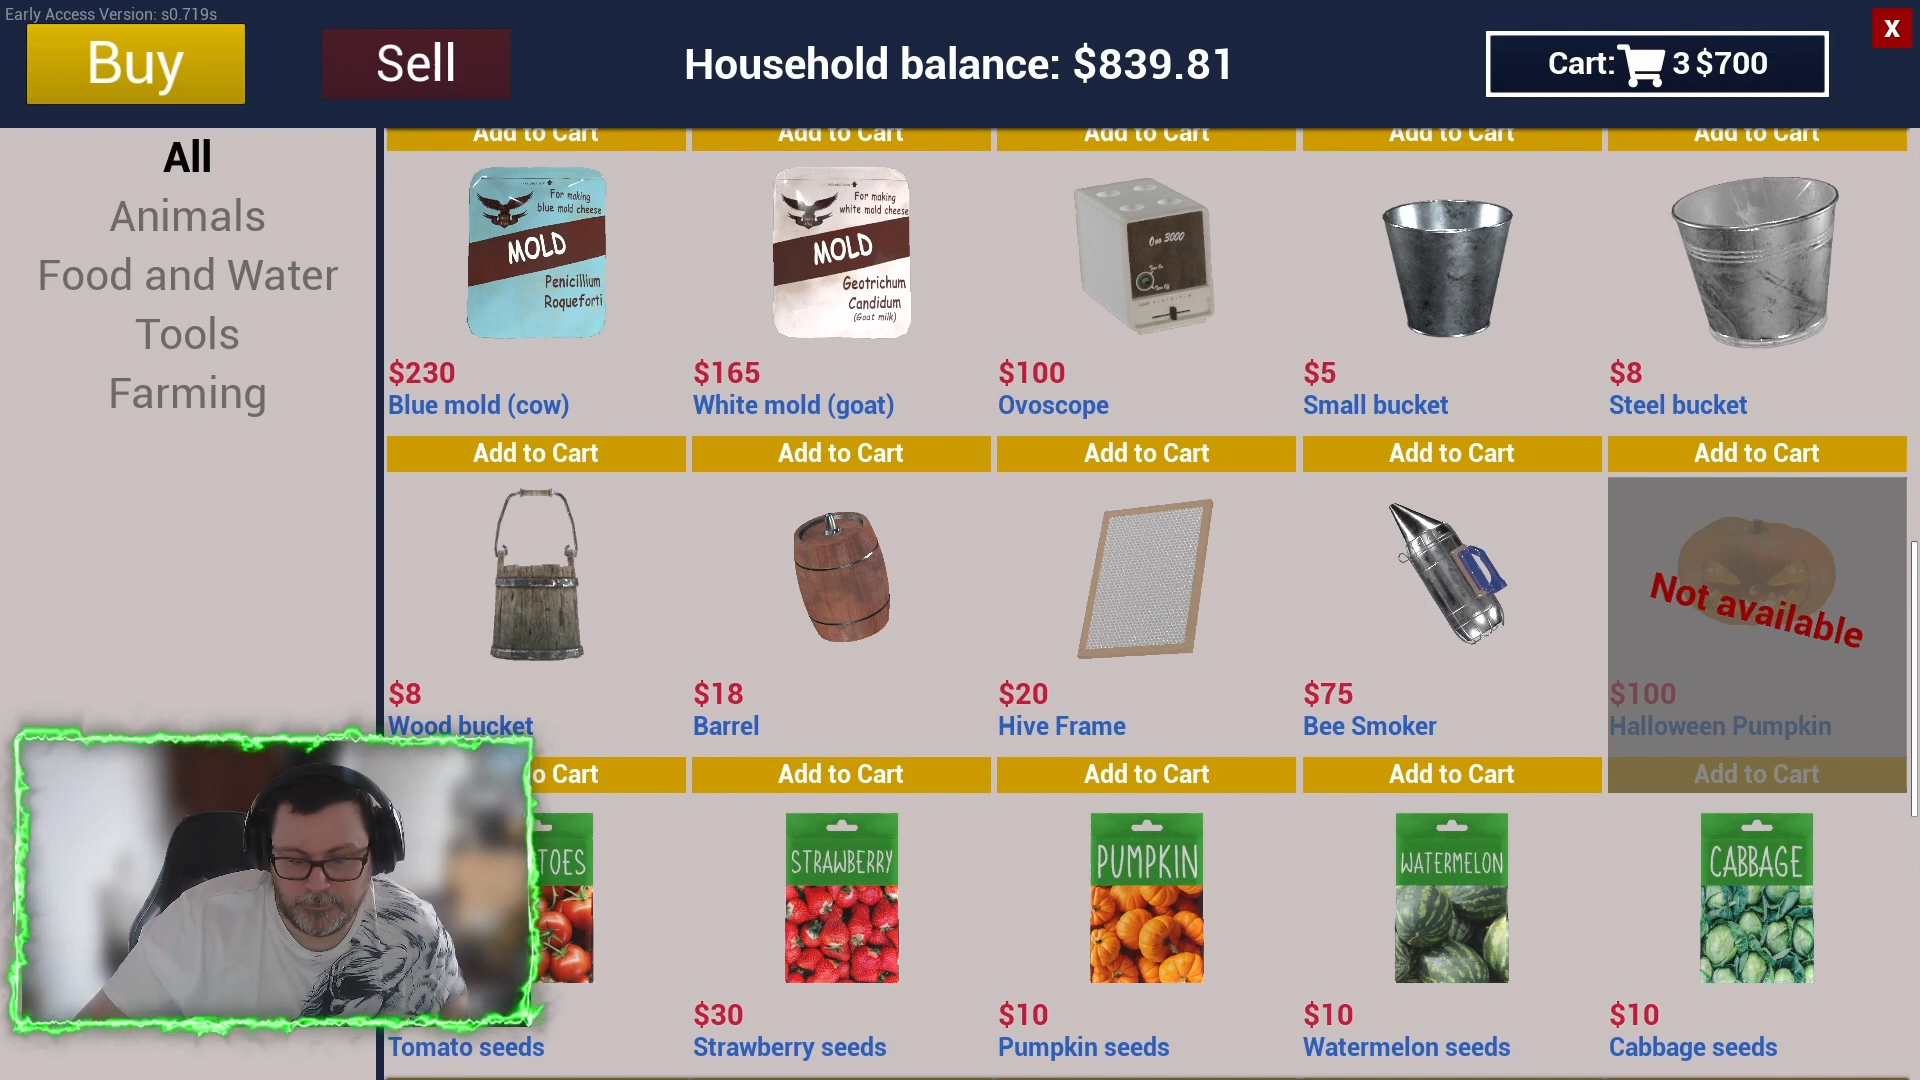 Early Access Version: s0.719s
Buy
Sell
Household balance: $839.81
Cart: 3 $700
X
All
Animals
Food and Water
Tools
Farming
Add to Cart
Add to Cart
Add to Cart
Add to Cart
Add to Cart
For making
blue mold cheese
MOLD
Penicillium
Roqueforti
For making
white mold cheese
MOLD
Geotrichum
Candidum
(Goat milk)
Ovo 3000
$230
$165
$100
$5
$8
Blue mold (cow)
White mold (goat)
Ovoscope
Small bucket
Steel bucket
Add to Cart
Add to Cart
Add to Cart
Add to Cart
Add to Cart
Not available
$8
$18
$20
$75
$100
Wood bucket
Barrel
Hive Frame
Bee Smoker
Halloween Pumpkin
o Cart
Add to Cart
Add to Cart
Add to Cart
Add to Cart
TOES
STRAWBERRY
PUMPKIN
WATERMELON
CABBAGE
$30
$10
$10
$10
Tomato seeds
Strawberry seeds
Pumpkin seeds
Watermelon seeds
Cabbage seeds